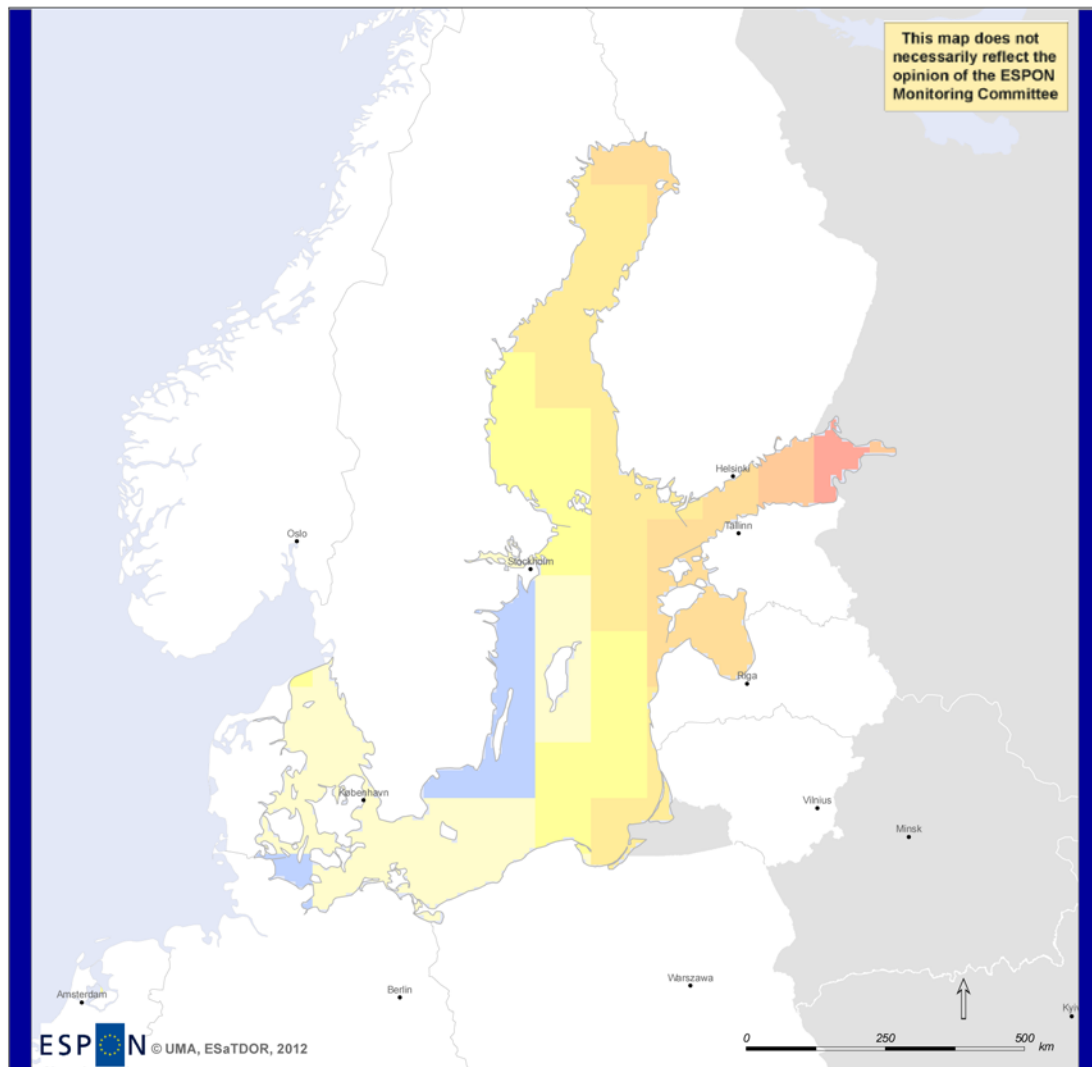 This map does not
necessarily reflect the
opinion of the ESPON
Monitoring Committee
Helsinki
Oslo
Tallinn
Stockholm
Riga
København
Vilnius
Minsk
Warszawa
Berlin
Amsterdam
Kyiv
ESPON © UMA, ESaTDOR, 2012
0 250 500
km